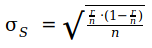 σ_S = √( (r/n · (1 − r/n)) / n )